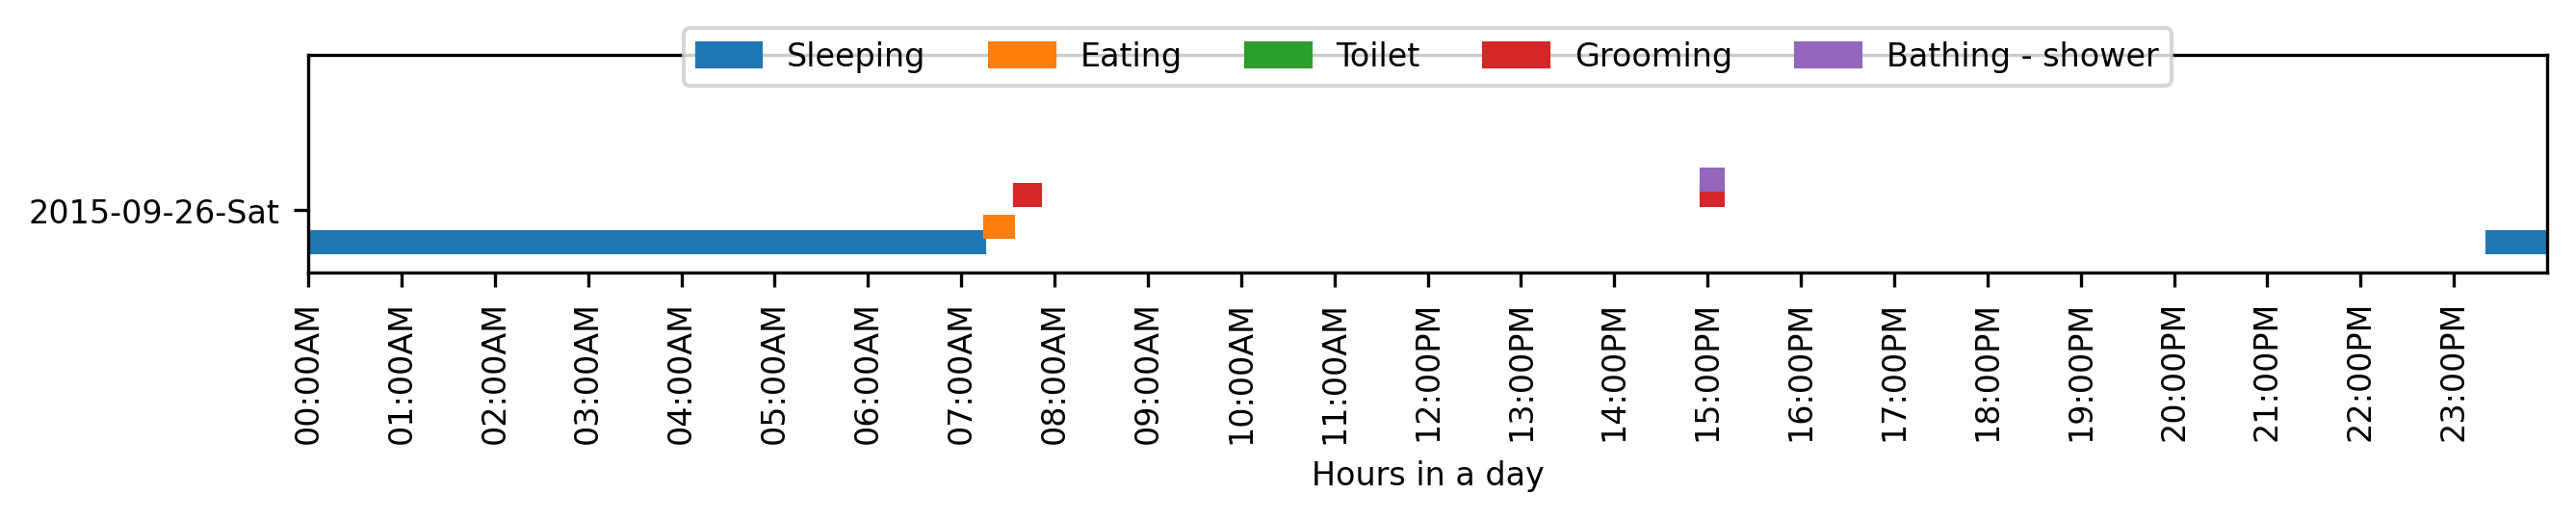 Sleeping Eating Toilet Grooming Bathing - shower
2015-09-26-Sat
00:00AM
01:00AM
02:00AM
03:00AM
04:00AM
05:00AM
06:00AM
07:00AM
08:00AM
09:00AM
10:00AM
11:00AM
12:00PM
13:00PM
14:00PM
15:00PM
16:00PM
17:00PM
18:00PM
19:00PM
20:00PM
21:00PM
22:00PM
23:00PM
Hours in a day